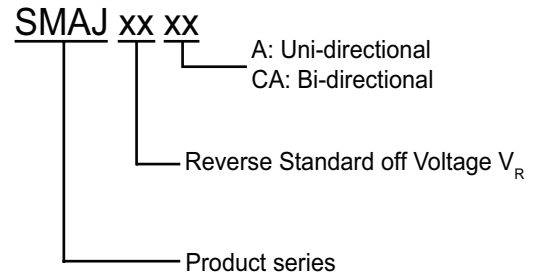 SMAJ xx xx
A: Uni-directional
CA: Bi-directional
Reverse Standard off Voltage VR
Product series